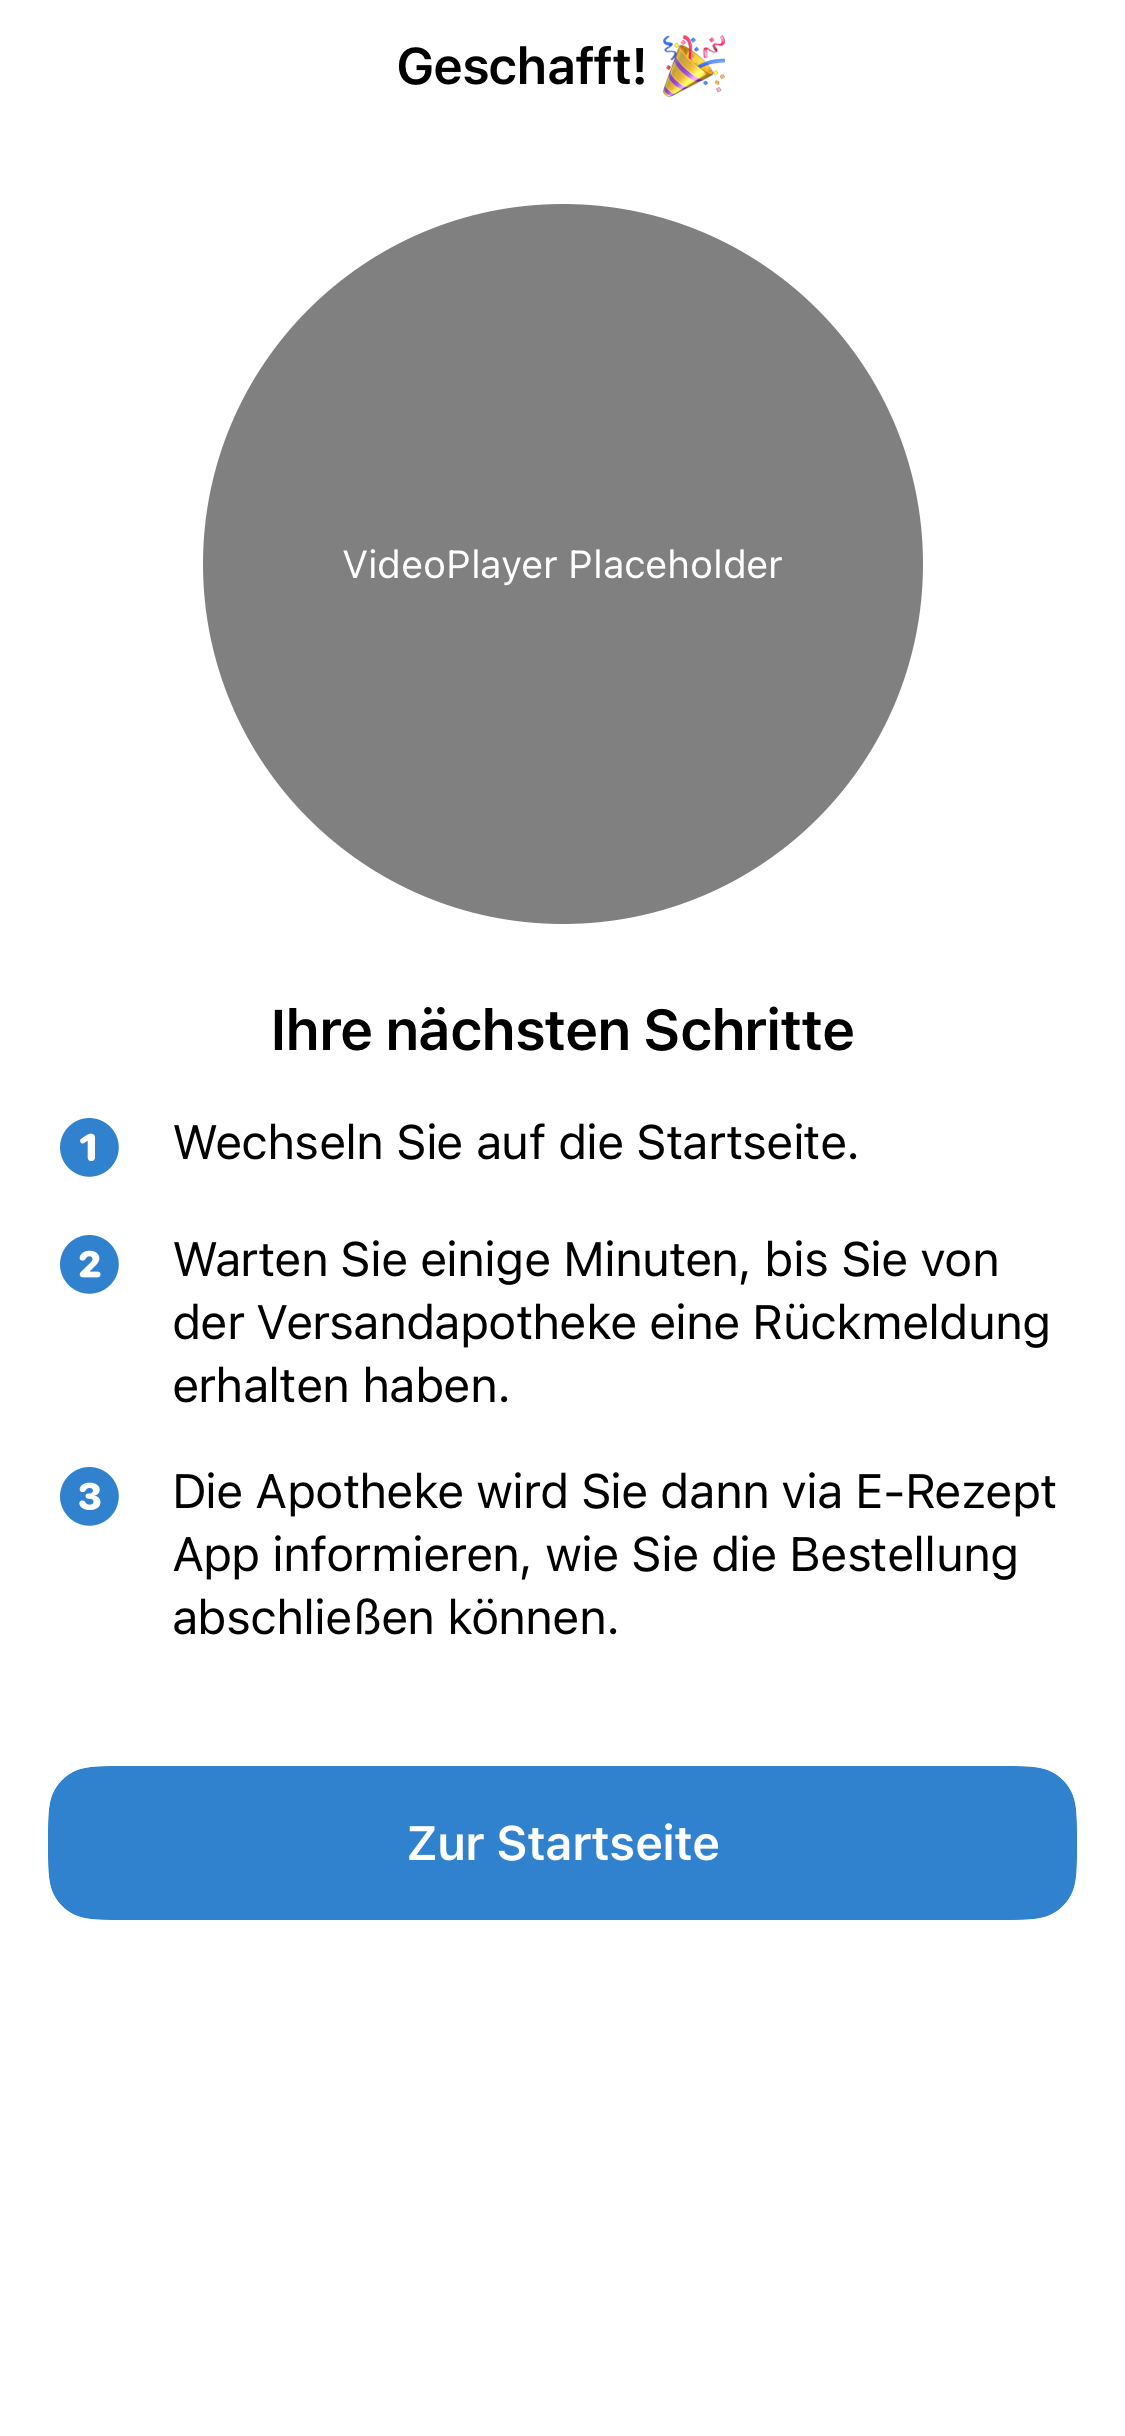 Geschafft! 🎉
VideoPlayer Placeholder
Ihre nächsten Schritte
1 Wechseln Sie auf die Startseite.
2 Warten Sie einige Minuten, bis Sie von
der Versandapotheke eine Rückmeldung
erhalten haben.
3 Die Apotheke wird Sie dann via E-Rezept
App informieren, wie Sie die Bestellung
abschließen können.
Zur Startseite